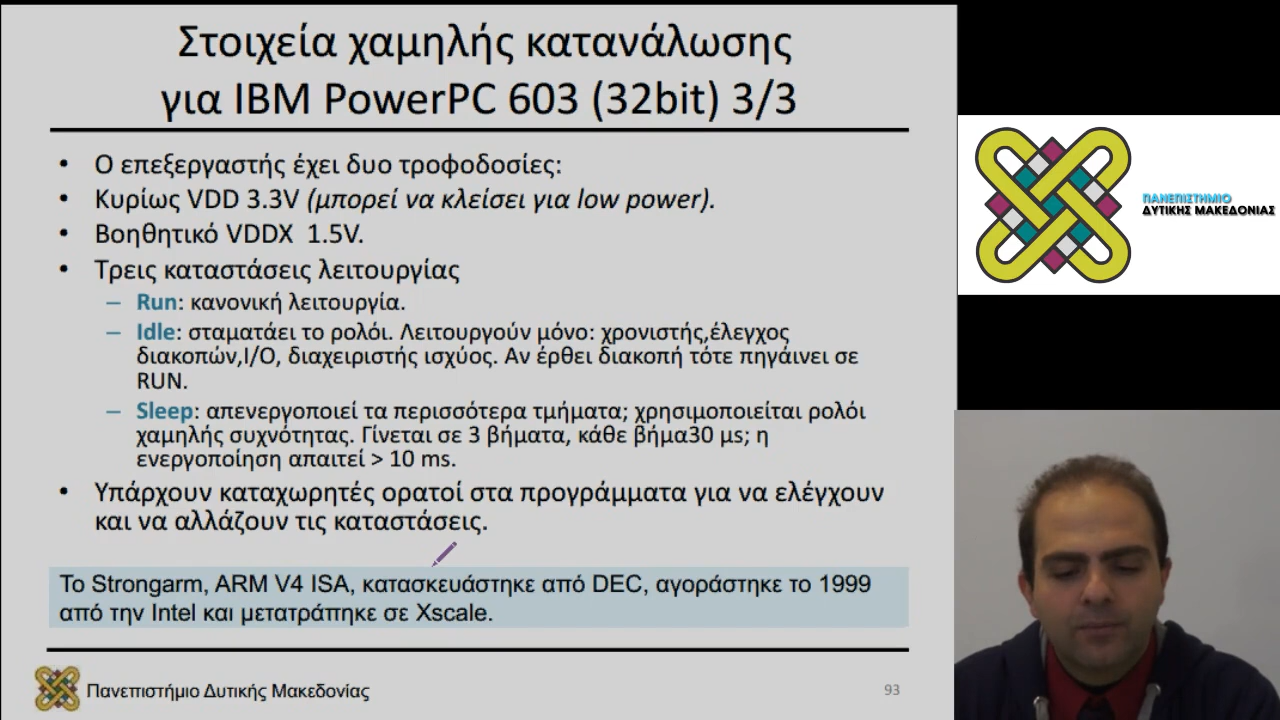 Στοιχεία χαμηλής κατανάλωσης
για IBM PowerPC 603 (32bit) 3/3
• Ο επεξεργαστής έχει δυο τροφοδοσίες:
• Κυρίως VDD 3.3V (μπορεί να κλείσει για low power).
• Βοηθητικό VDDX 1.5V.
• Τρεις καταστάσεις λειτουργίας
– Run: κανονική λειτουργία.
– Idle: σταματάει το ρολόι. Λειτουργούν μόνο: χρονιστής,έλεγχος
διακοπών,I/O, διαχειριστής ισχύος. Αν έρθει διακοπή τότε πηγάινει σε
RUN.
– Sleep: απενεργοποιεί τα περισσότερα τμήματα; χρησιμοποιείται ρολόι
χαμηλής συχνότητας. Γίνεται σε 3 βήματα, κάθε βήμα30 μs; η
ενεργοποίηση απαιτεί > 10 ms.
• Υπάρχουν καταχωρητές ορατοί στα προγράμματα για να ελέγχουν
και να αλλάζουν τις καταστάσεις.
Το Strongarm, ARM V4 ISA, κατασκευάστηκε από DEC, αγοράστηκε το 1999
από την Intel και μετατράπηκε σε Xscale.
Πανεπιστήμιο Δυτικής Μακεδονίας
93
ΠΑΝΕΠΙΣΤΗΜΙΟ
ΔΥΤΙΚΗΣ ΜΑΚΕΔΟΝΙΑΣ